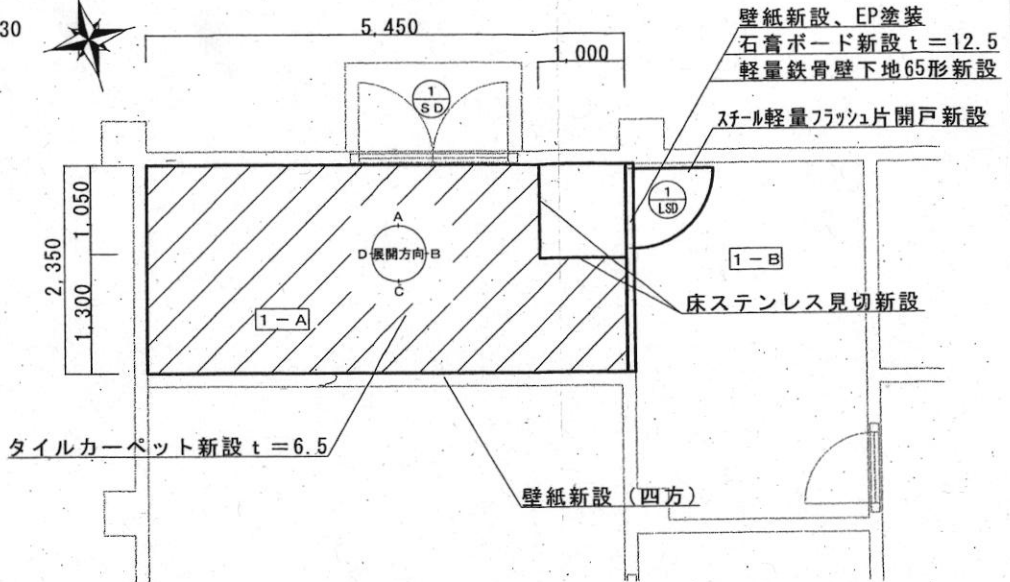 30
5,450
1,000
壁紙新設、EP塗装
石膏ボード新設 t =12.5
軽量鉄骨壁下地65形新設
スチール軽量フラッシュ片開戸新設
1
SD
1
LSD
2,350
1,050
1,300
A
D 展開方向 B
C
1-A
1-B
床ステンレス見切新設
タイルカーペット新設 t =6.5
壁紙新設（四方）